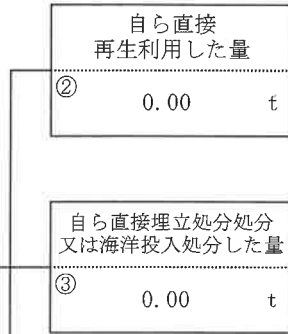 自ら直接
再生利用した量
②
0.00 t
自ら直接埋立処分処分
又は海洋投入処分した量
③
0.00 t